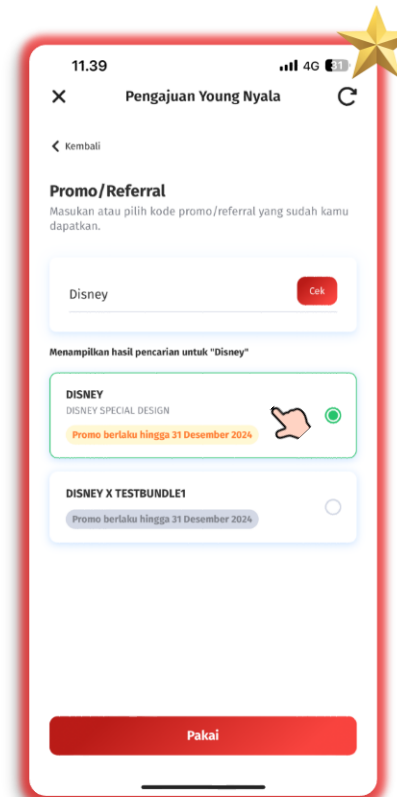 11.39
4G 31
Pengajuan Young Nyala
Kembali
Promo/Referral
Masukan atau pilih kode promo/referral yang sudah kamu
dapatkan.
Disney
Cek
Menampilkan hasil pencarian untuk "Disney"
DISNEY
DISNEY SPECIAL DESIGN
Promo berlaku hingga 31 Desember 2024
DISNEY X TESTBUNDLE1
Promo berlaku hingga 31 Desember 2024
Pakai